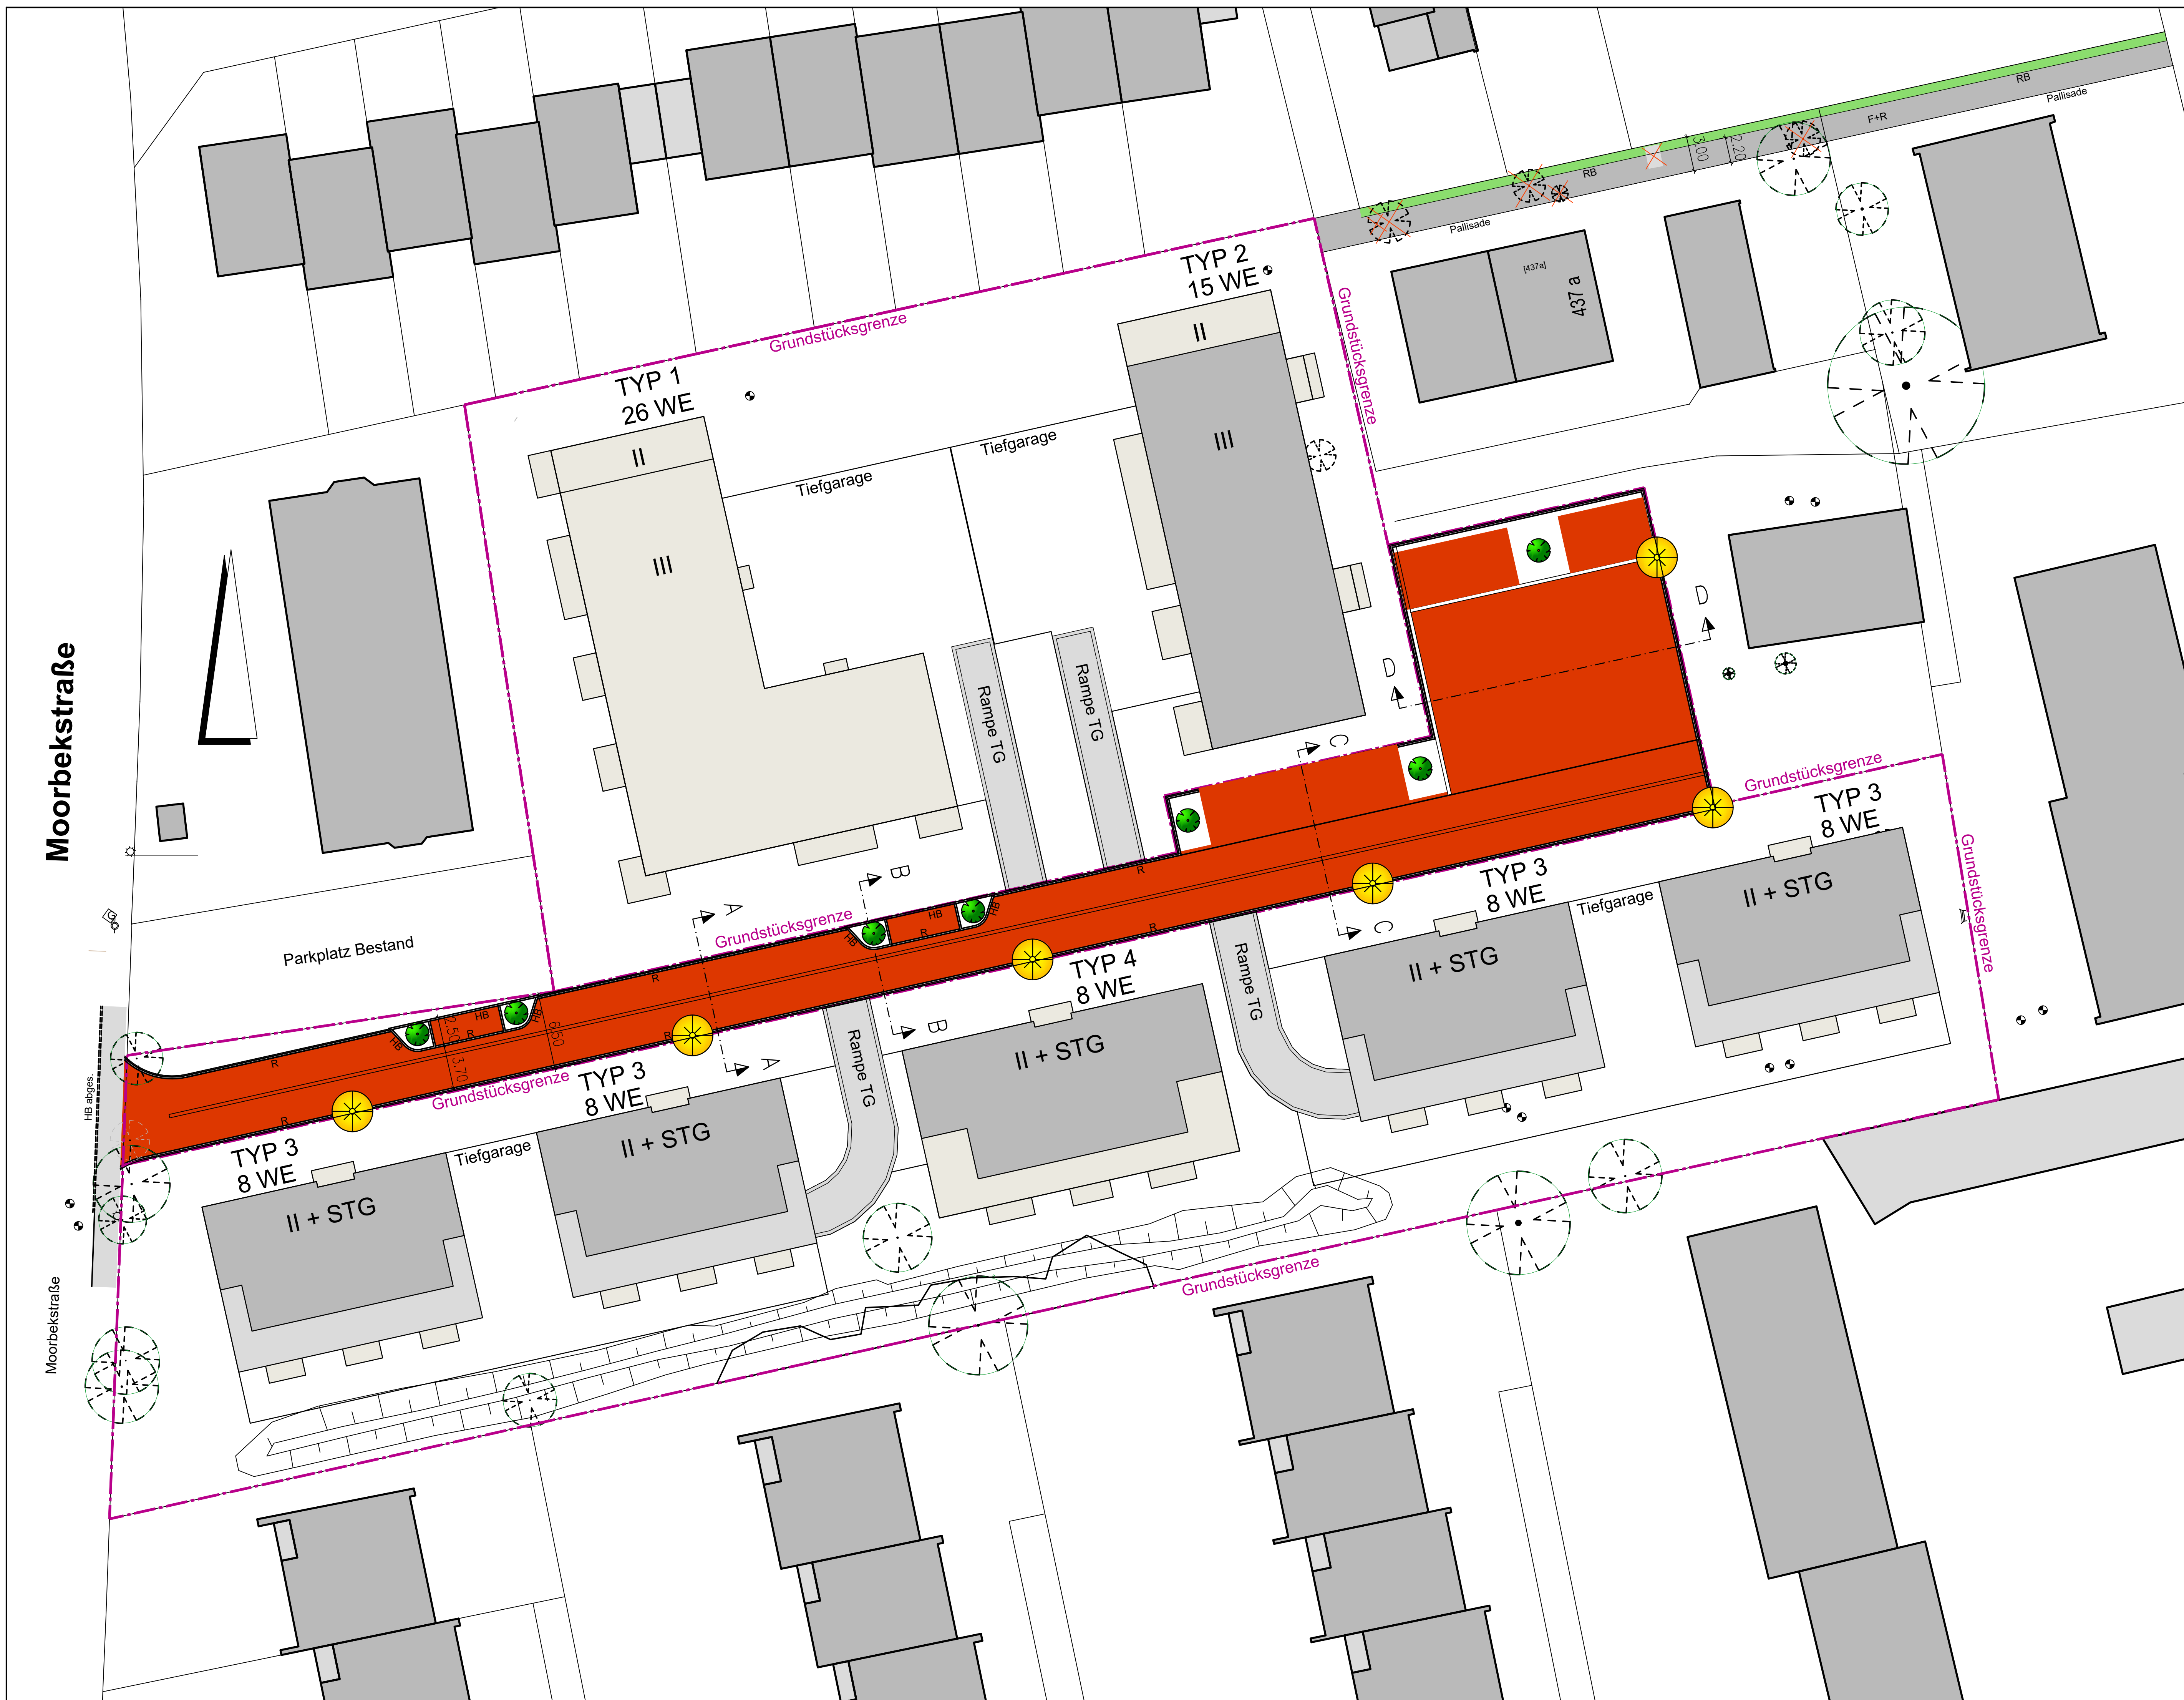 RB
Pallisade
F+R
3.00
2.20
RB
Pallisade
TYP 2
15 WE
[437a]
437 a
Grundstücksgrenze
Grundstücksgrenze
II
III
TYP 1
26 WE
II
III
Tiefgarage
Tiefgarage
Rampe TG
Rampe TG
D
D
C
Moorbekstraße
Grundstücksgrenze
TYP 3
8 WE
II + STG
Grundstücksgrenze
G
Parkplatz Bestand
Grundstücksgrenze
A
B
R
HB
HB
HB
R
R
R
TYP 3
8 WE
II + STG
Tiefgarage
C
Rampe TG
TYP 4
8 WE
II + STG
B
R
R
HB
HB
HB
R
2.50
3.70
6.50
R
R
Grundstücksgrenze
A
Rampe TG
TYP 3
8 WE
II + STG
Tiefgarage
TYP 3
8 WE
II + STG
HB abges.
Moorbekstraße
Grundstücksgrenze